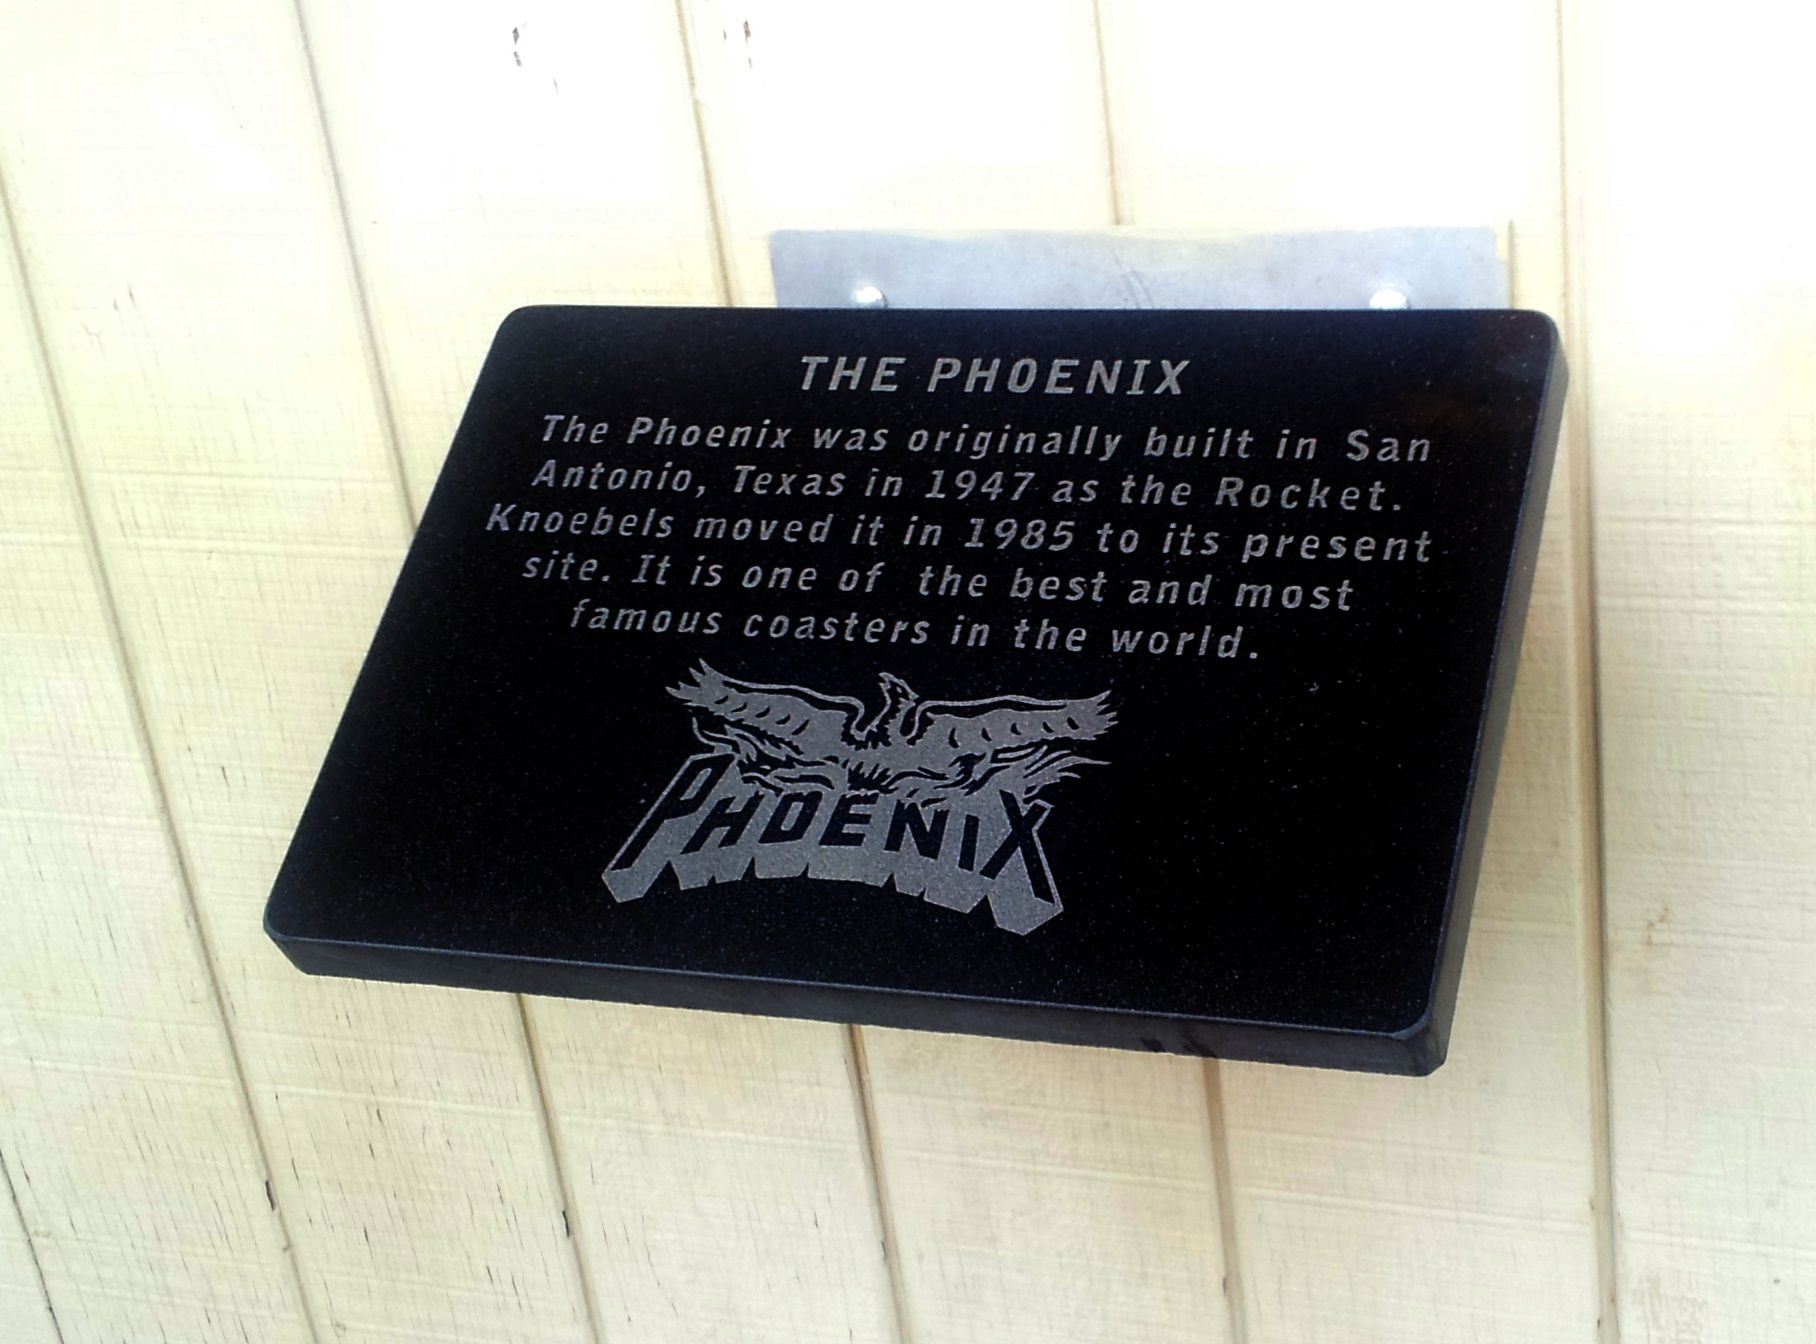 THE PHOENIX
The Phoenix was originally built in San
Antonio, Texas in 1947 as the Rocket.
Knoebels moved it in 1985 to its present
site. It is one of the best and most
famous coasters in the world.
PHOENIX